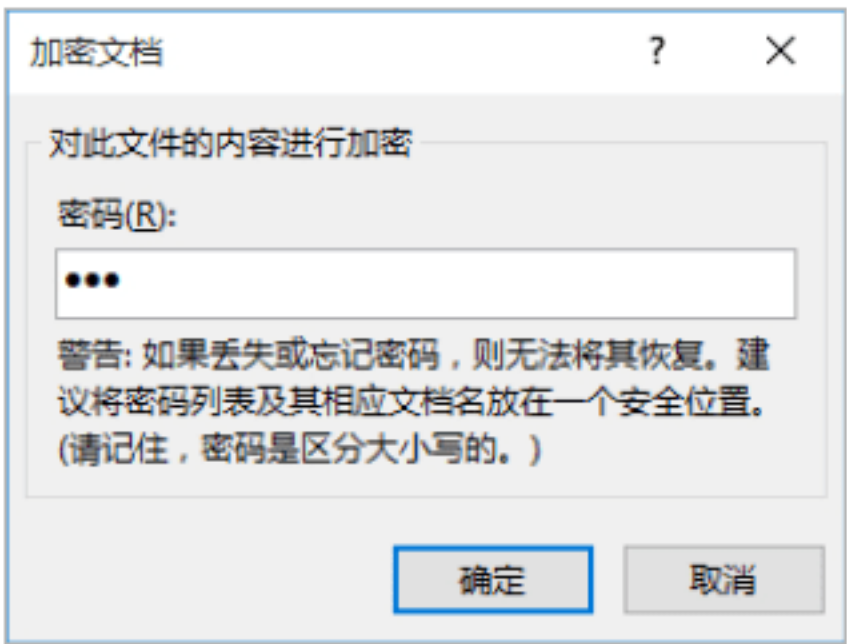 加密文档
对此文件的内容进行加密
密码(R):
•••
警告: 如果丢失或忘记密码，则无法将其恢复。建
议将密码列表及其相应文档名放在一个安全位置。
(请记住，密码是区分大小写的。)
确定 取消